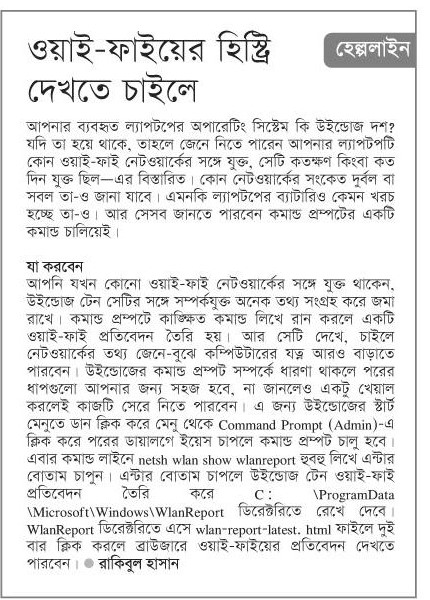 ওয়াই-ফাইয়ের হিস্ট্রি
দেখতে চাইলে
হেল্পলাইন
আপনার ব্যবহৃত ল্যাপটপের অপারেটিং সিস্টেম কি উইন্ডোজ দশ?
যদি তা হয়ে থাকে, তাহলে জেনে নিতে পারেন আপনার ল্যাপটপটি
কোন ওয়াই-ফাই নেটওয়ার্কের সঙ্গে যুক্ত, সেটি কতক্ষণ কিংবা কত
দিন যুক্ত ছিল—এর বিস্তারিত। কোন নেটওয়ার্কের সংকেত দুর্বল বা
সবল তা-ও জানা যাবে। এমনকি ল্যাপটপের ব্যাটারিও কেমন খরচ
হচ্ছে তা-ও। আর সেসব জানতে পারবেন কমান্ড প্রম্পটের একটি
কমান্ড চালিয়েই।
যা করবেন
আপনি যখন কোনো ওয়াই-ফাই নেটওয়ার্কের সঙ্গে যুক্ত থাকেন,
উইন্ডোজ টেন সেটির সঙ্গে সম্পর্কযুক্ত অনেক তথ্য সংগ্রহ করে জমা
রাখে। কমান্ড প্রম্পটে কাঙ্ক্ষিত কমান্ড লিখে রান করলে একটি
ওয়াই-ফাই প্রতিবেদন তৈরি হয়। আর সেটি দেখে, চাইলে
নেটওয়ার্কের তথ্য জেনে-বুঝে কম্পিউটারের যত্ন আরও বাড়াতে
পারবেন। উইন্ডোজের কমান্ড প্রম্পট সম্পর্কে ধারণা থাকলে পরের
ধাপগুলো আপনার জন্য সহজ হবে, না জানলেও একটু খেয়াল
করলেই কাজটি সেরে নিতে পারবেন। এ জন্য উইন্ডোজের স্টার্ট
মেনুতে ডান ক্লিক করে মেনু থেকে Command Prompt (Admin)-এ
ক্লিক করে পরের ডায়ালগে ইয়েস চাপলে কমান্ড প্রম্পট চালু হবে।
এবার কমান্ড লাইনে netsh wlan show wlanreport হুবহু লিখে এন্টার
বোতাম চাপুন। এন্টার বোতাম চাপলে উইন্ডোজ টেন ওয়াই-ফাই
প্রতিবেদন তৈরি করে C: \ProgramData
\Microsoft\Windows\WlanReport ডিরেক্টরিতে রেখে দেবে।
WlanReport ডিরেক্টরিতে এসে wlan-report-latest. html ফাইলে দুই
বার ক্লিক করলে ব্রাউজারে ওয়াই-ফাইয়ের প্রতিবেদন দেখতে
পারবেন। ● রাকিবুল হাসান